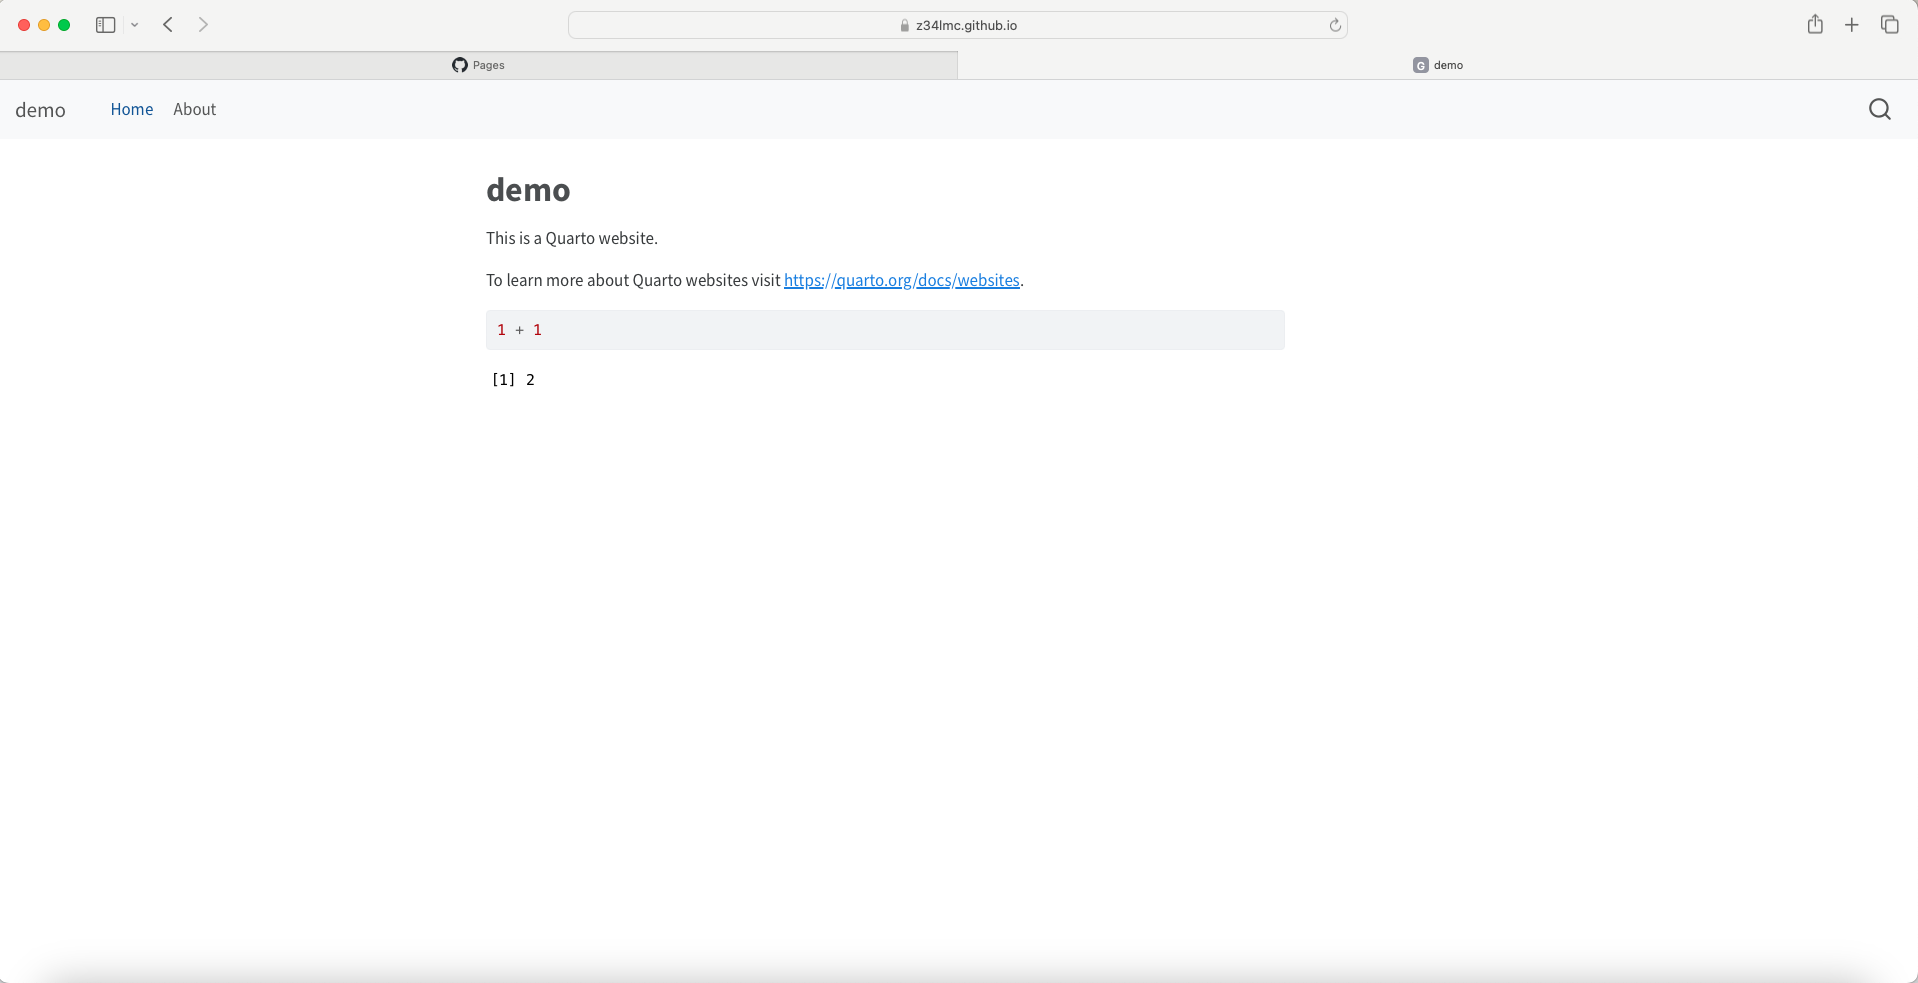 z34lmc.github.io
Pages
demo
demo Home About
demo
This is a Quarto website.
To learn more about Quarto websites visit https://quarto.org/docs/websites.
1 + 1
[1] 2